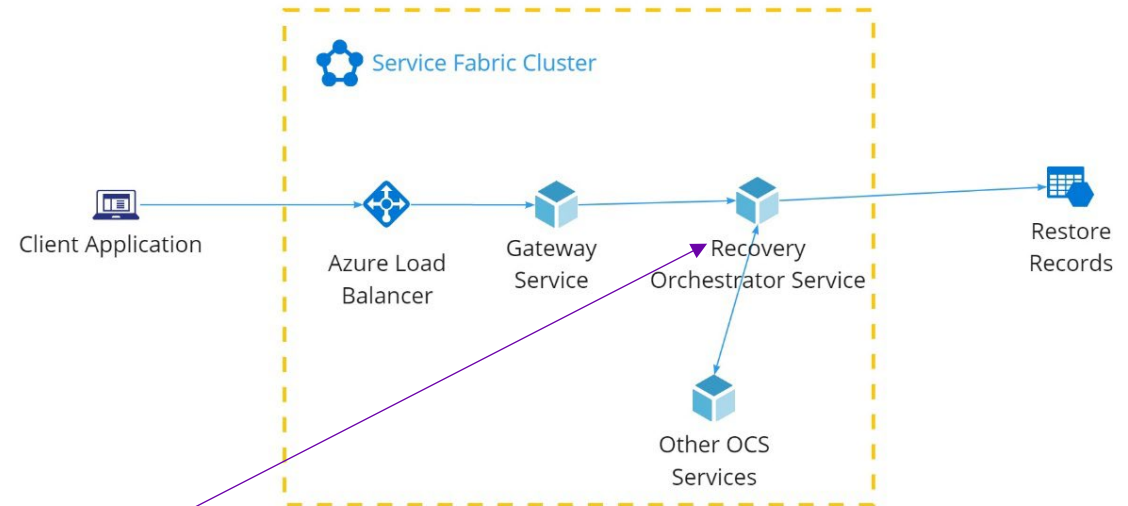 Service Fabric Cluster
Client Application
Azure Load
Balancer
Gateway
Service
Recovery
Orchestrator Service
Restore
Records
Other OCS
Services